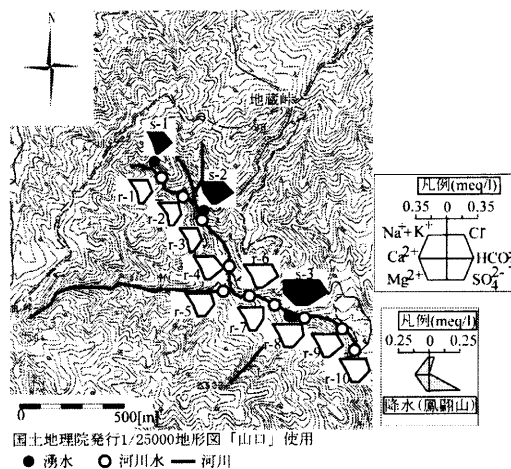 N
地蔵峠
s-1
s-2
r-1
r-2
r-3
r-4
r-6
s-3
r-5
r-7
r-8
r-9
r-10
凡例(meq/l)
0.35 0.35
Na⁺+K⁺ Cl⁻
Ca²⁺ HCO³⁻
Mg²⁺ SO₄²⁻
凡例(meq/l)
0.25 0.25
降水(鳳翩山)
500[m]
国土地理院発行1/25000地形図「山口」使用
● 湧水 ○ 河川水 ━ 河川